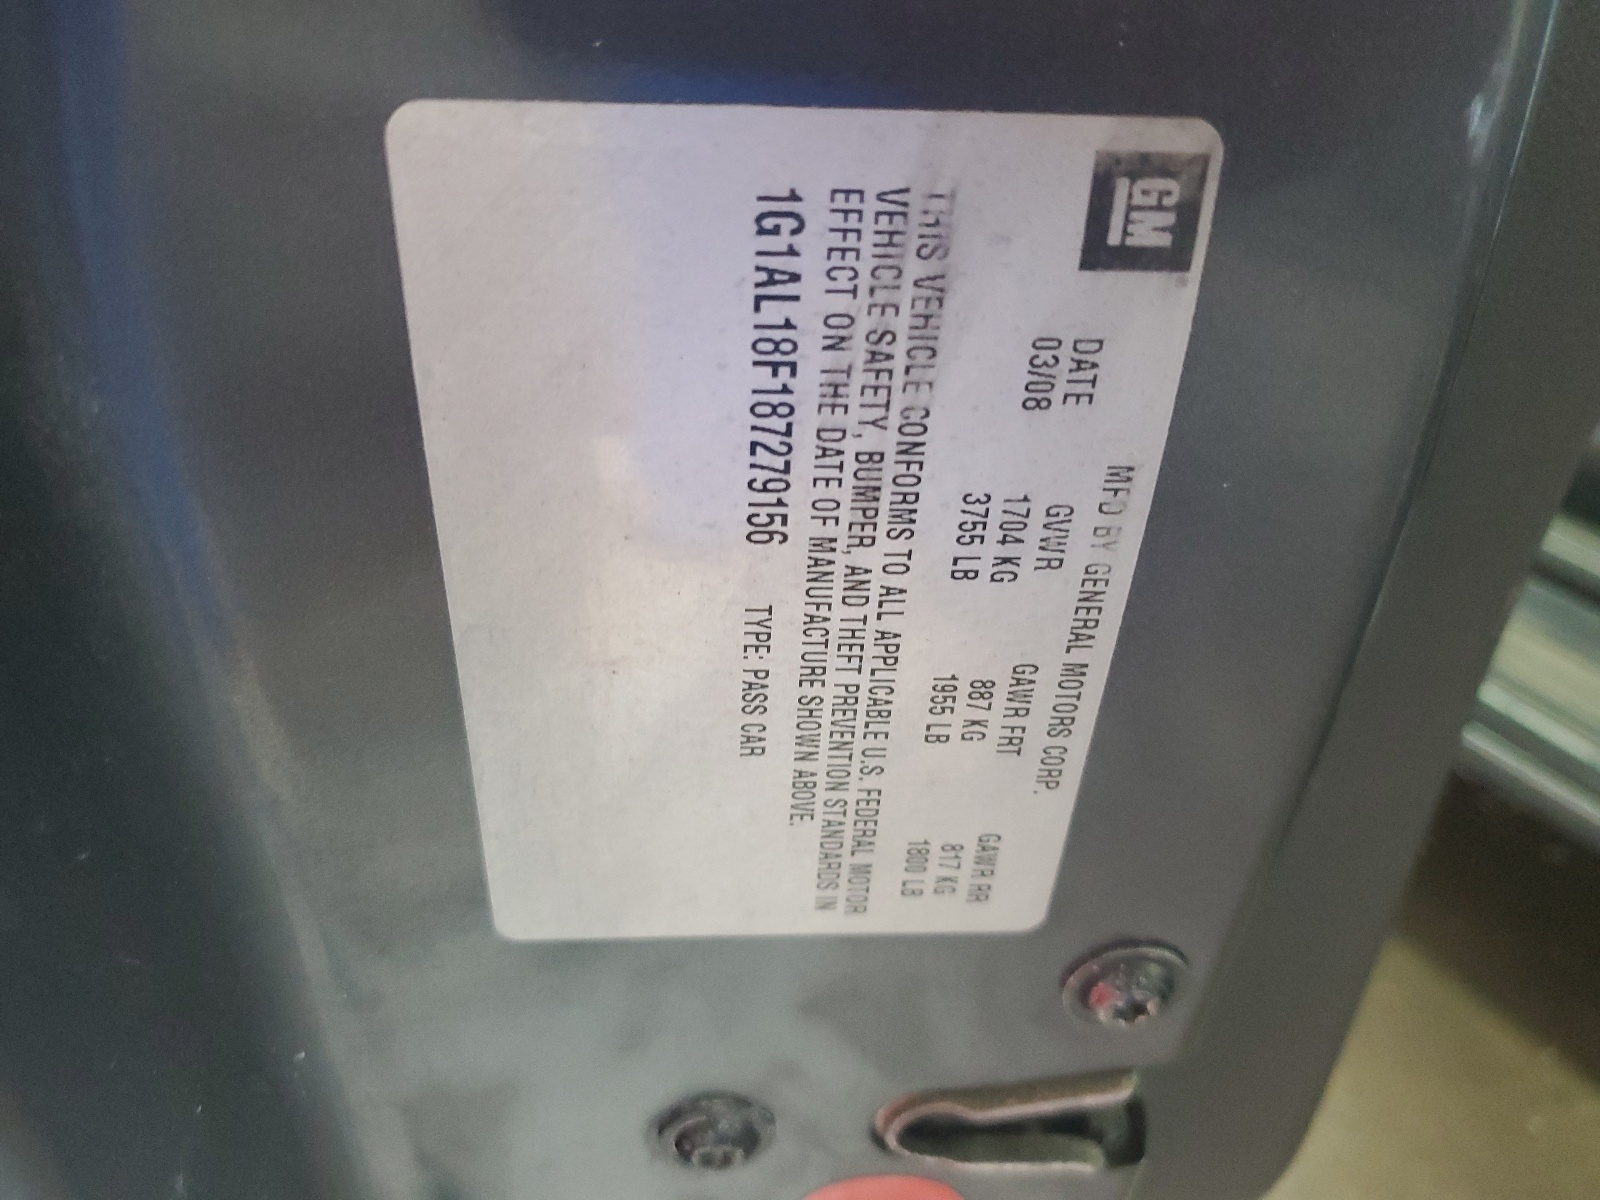 GM
MFD BY GENERAL MOTORS CORP.
DATE GVWR GAWR FRT GAWR RR
03/08 1704 KG 887 KG 817 KG
3755 LB 1955 LB 1800 LB
THIS VEHICLE CONFORMS TO ALL APPLICABLE U.S. FEDERAL MOTOR
VEHICLE SAFETY, BUMPER, AND THEFT PREVENTION STANDARDS IN
EFFECT ON THE DATE OF MANUFACTURE SHOWN ABOVE.
1G1AL18F187279156 TYPE: PASS CAR